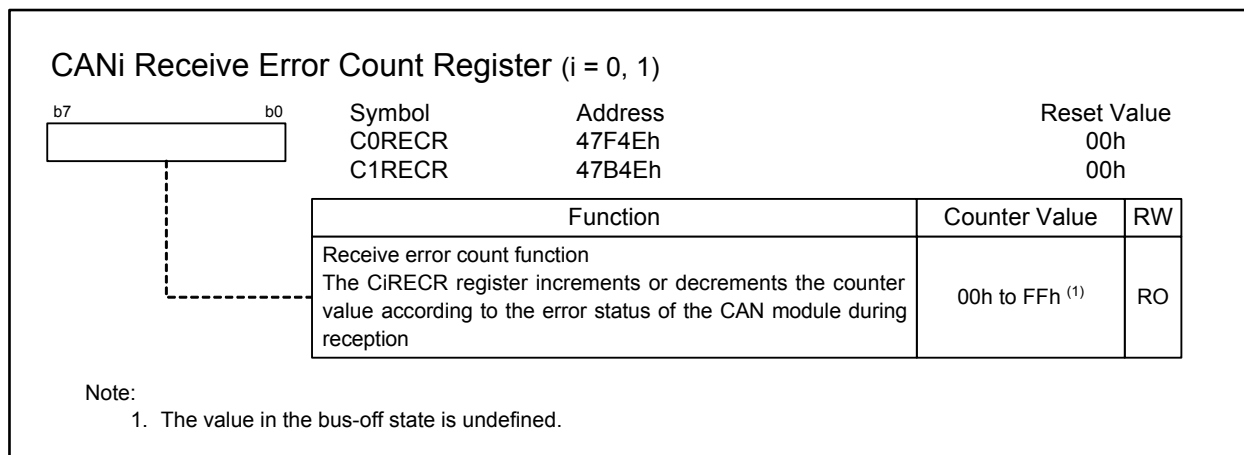 CANi Receive Error Count Register (i = 0, 1)
b7 b0 Symbol Address Reset Value
C0RECR 47F4Eh 00h
C1RECR 47B4Eh 00h
Function Counter Value RW
Receive error count function
The CiRECR register increments or decrements the counter
value according to the error status of the CAN module during
reception
00h to FFh (1) RO
Note:
1. The value in the bus-off state is undefined.